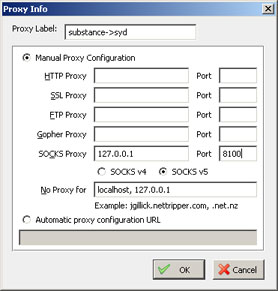 Proxy Info
Proxy Label: substance->syd
Manual Proxy Configuration
HTTP Proxy Port
SSL Proxy Port
FTP Proxy Port
Gopher Proxy Port
SOCKS Proxy 127.0.0.1 Port 8100
SOCKS v4 SOCKS v5
No Proxy for localhost, 127.0.0.1
Example: jgillick.nettripper.com, .net.nz
Automatic proxy configuration URL
OK Cancel